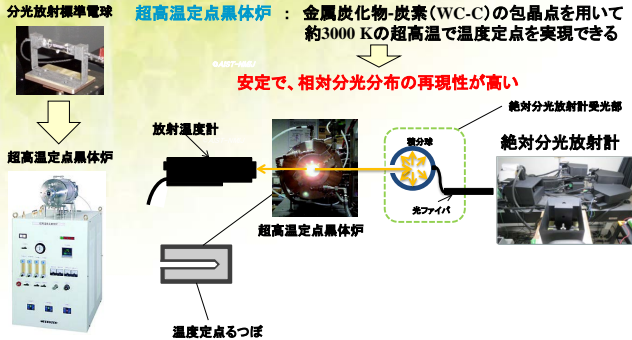 分光放射標準電球
超高温定点黒体炉 : 金属炭化物-炭素(WC-C)の包晶点を用いて
約3000 Kの超高温で温度定点を実現できる
安定で、相対分光分布の再現性が高い
絶対分光放射計受光部
放射温度計
積分球
絶対分光放射計
超高温定点黒体炉
光ファイバ
超高温定点黒体炉
温度定点るつぼ